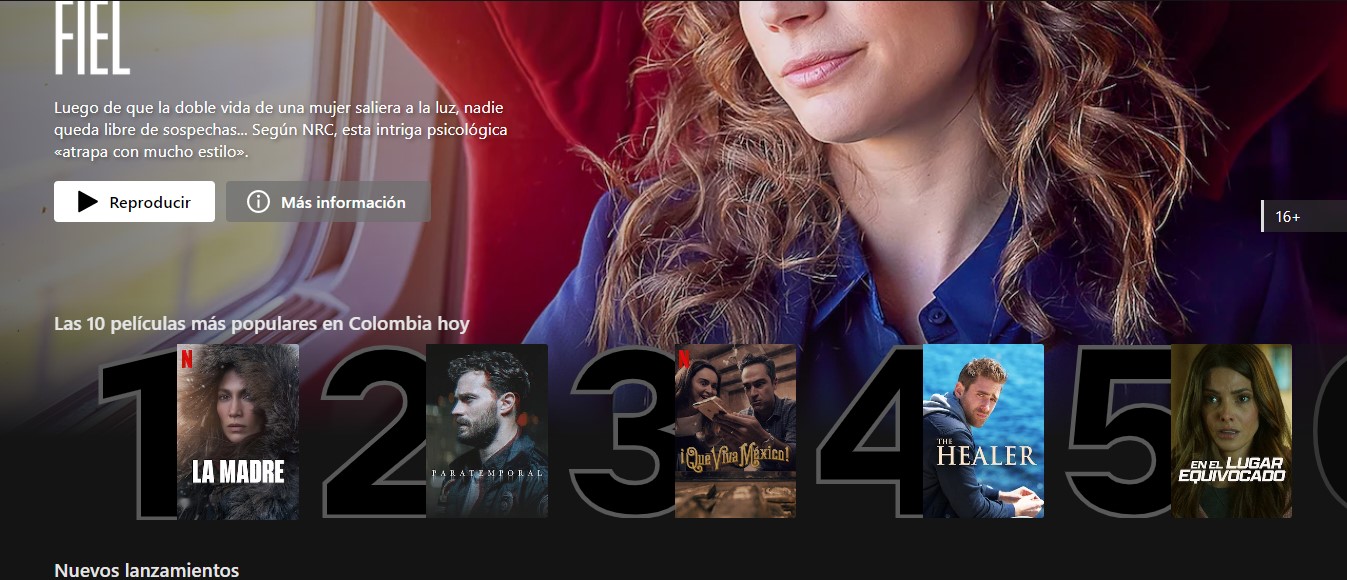 FIEL
Luego de que la doble vida de una mujer saliera a la luz, nadie
queda libre de sospechas... Según NRC, esta intriga psicológica
«atrapa con mucho estilo».
Reproducir
Más información
16+
Las 10 películas más populares en Colombia hoy
1
N
LA MADRE
2
PARATEMPORAL
3
N
¡Que Viva México!
4
THE
HEALER
5
EN EL LUGAR
EQUIVOCADO
Nuevos lanzamientos